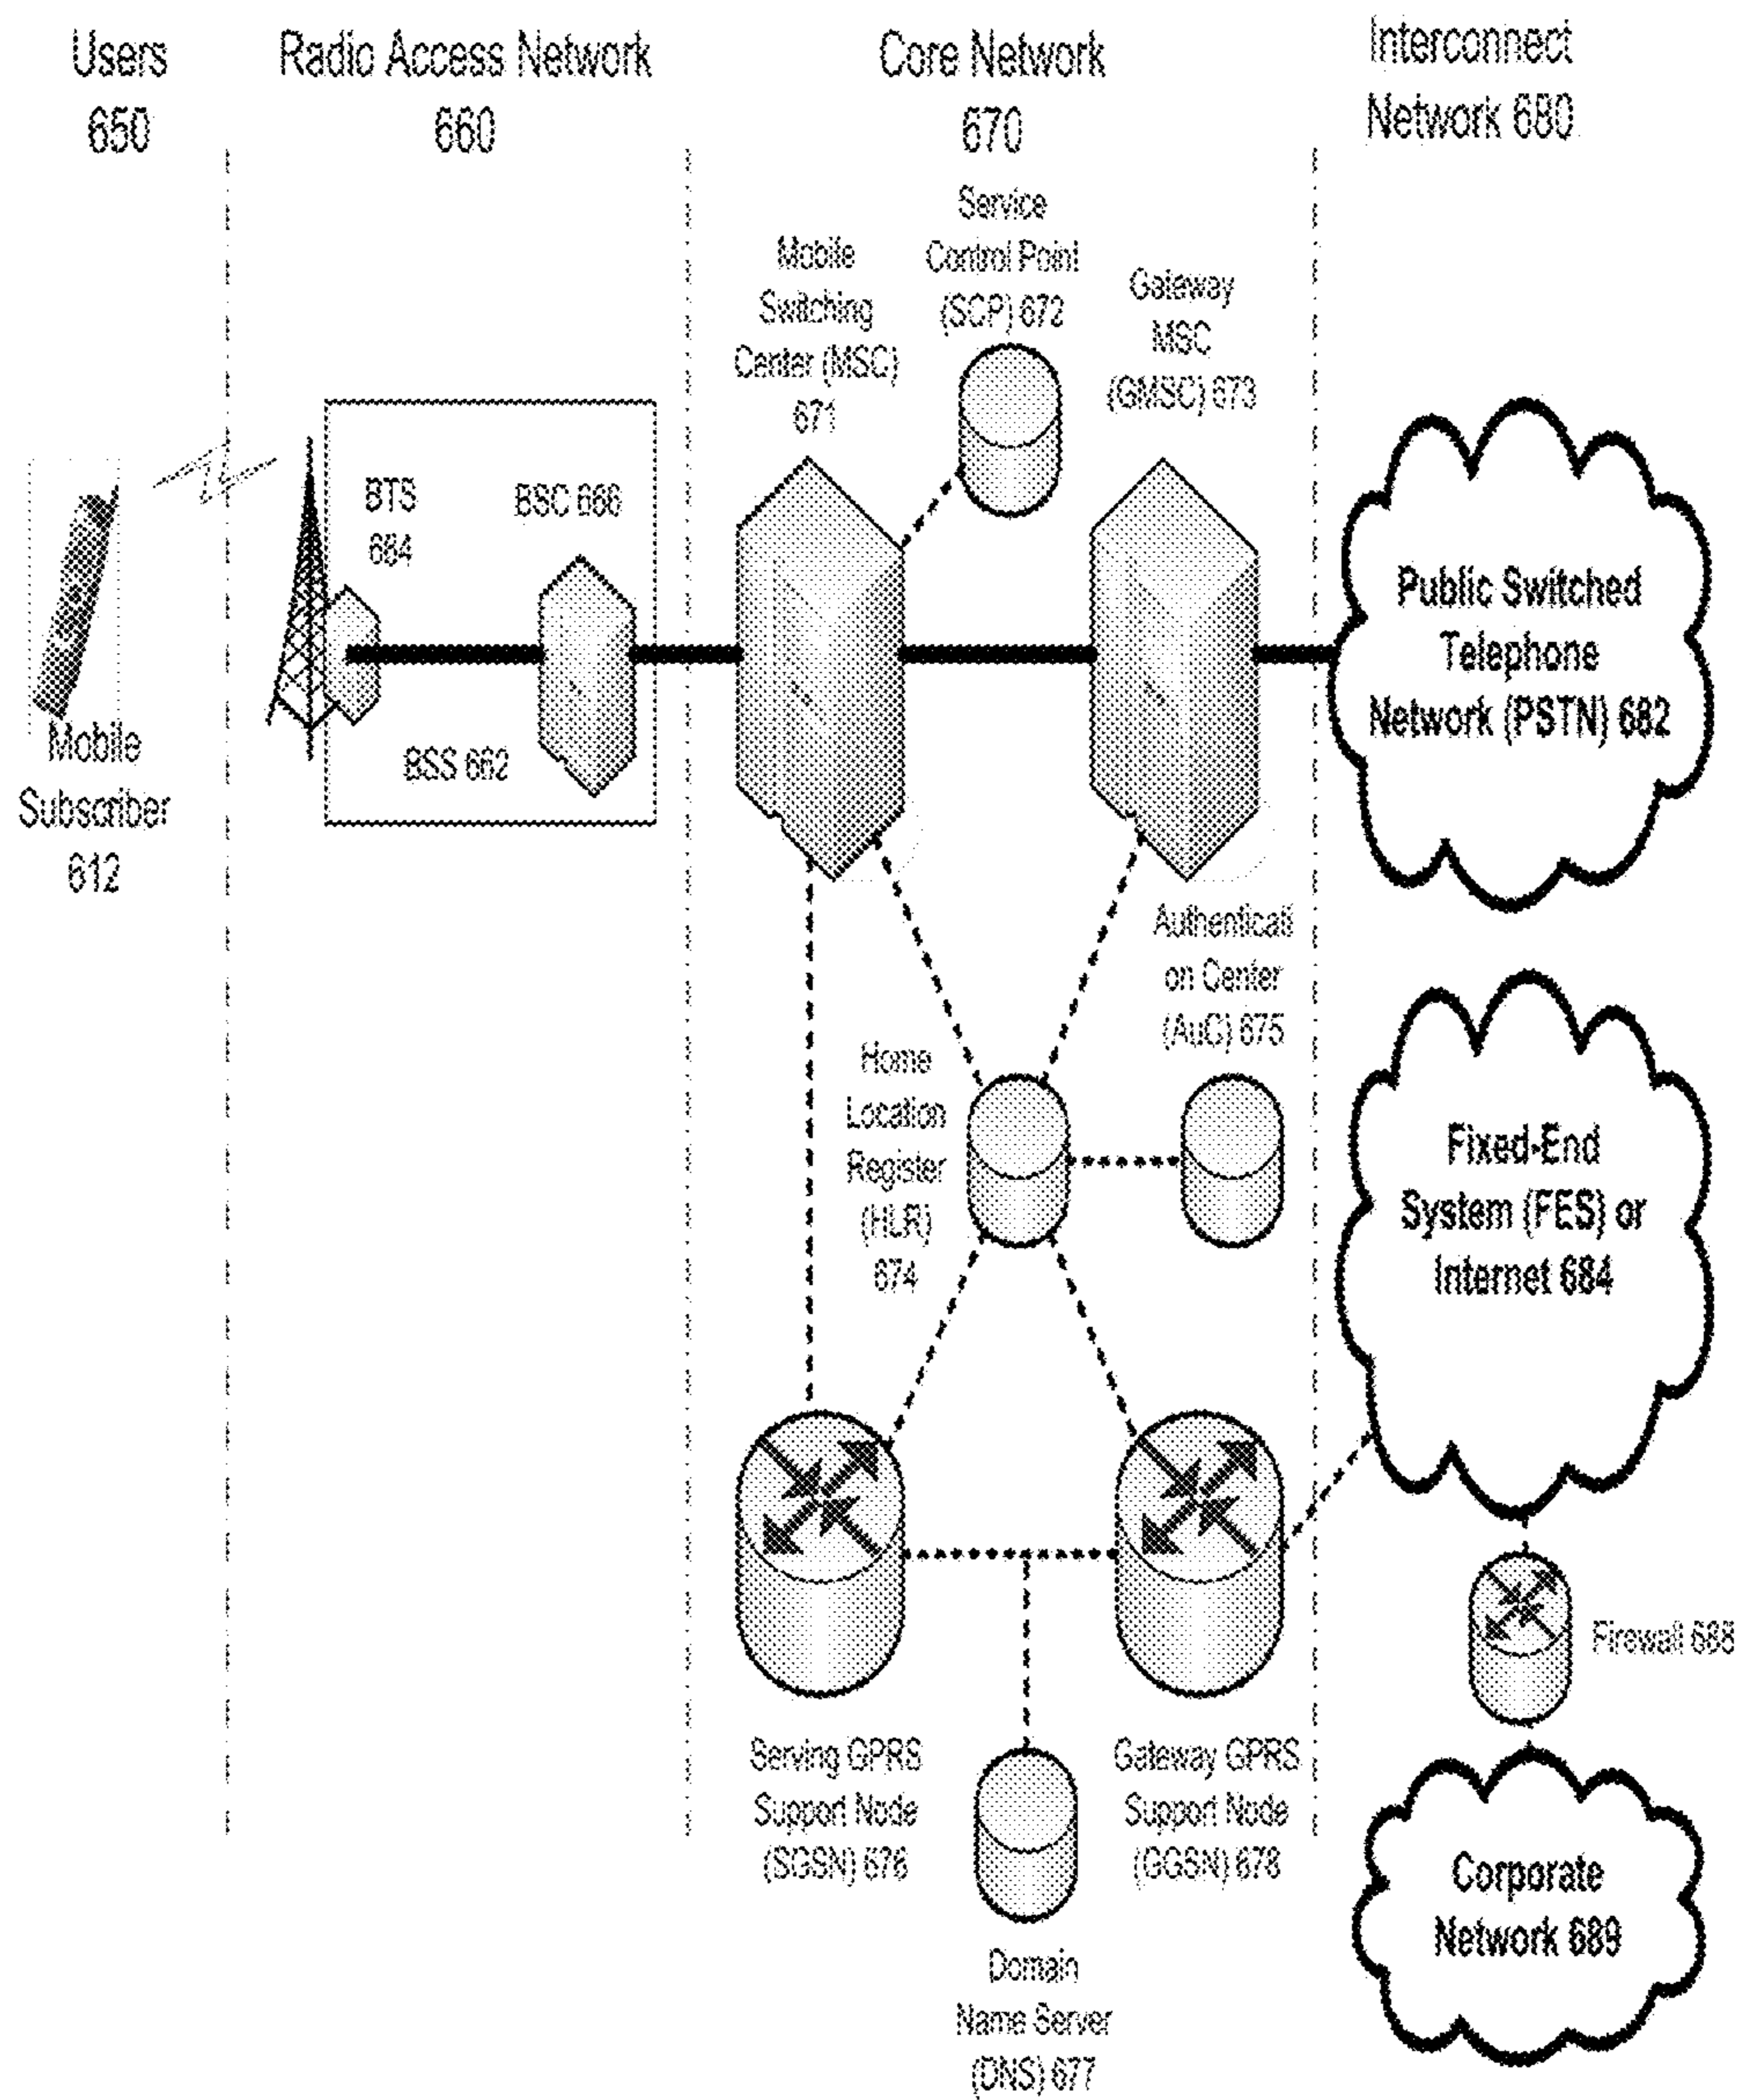 Users
650
Radio Access Network
660
Core Network
670
Interconnect
Network 680
Service
Control Point
(SCP) 672
Mobile
Switching
Center (MSC)
671
Gateway
MSC
(GMSC) 673
BTS
664
BSC 666
BSS 662
Mobile
Subscriber
612
Public Switched
Telephone
Network (PSTN) 682
Authenticati
on Center
(AuC) 675
Home
Location
Register
(HLR)
674
Fixed-End
System (FES) or
Internet 684
Firewall 688
Serving GPRS
Support Node
(SGSN) 676
Gateway GPRS
Support Node
(GGSN) 678
Corporate
Network 689
Domain
Name Server
(DNS) 677